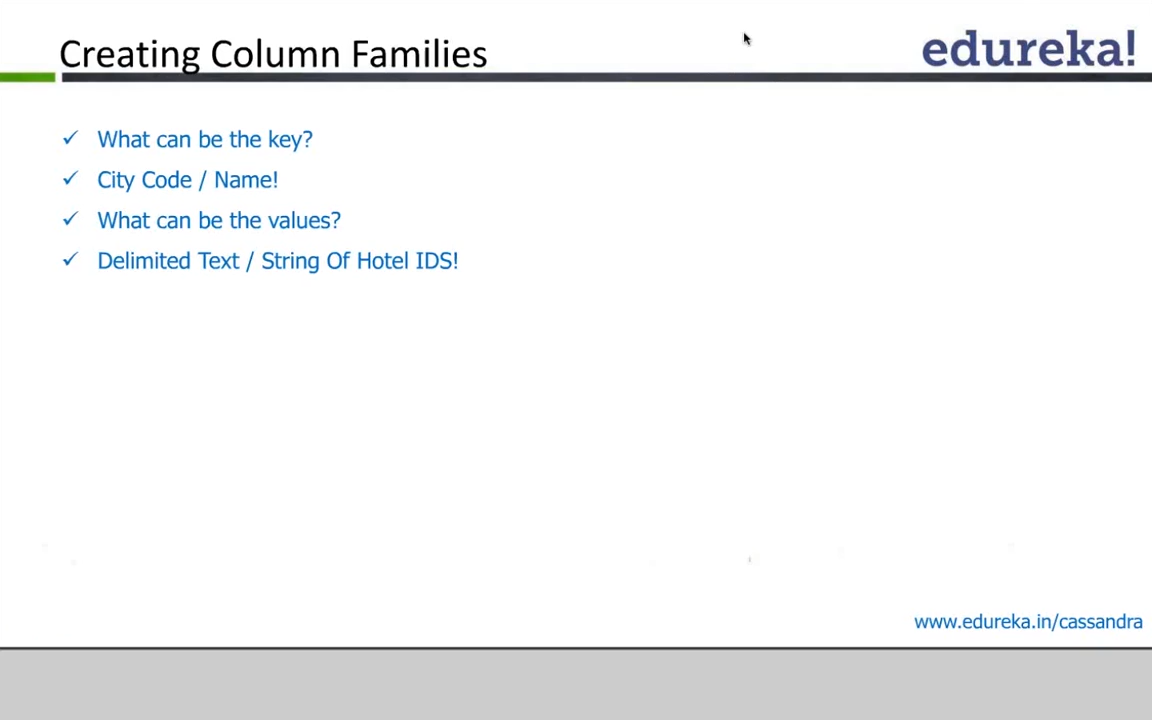 Creating Column Families
edureka!
What can be the key?
City Code / Name!
What can be the values?
Delimited Text / String Of Hotel IDS!
www.edureka.in/cassandra